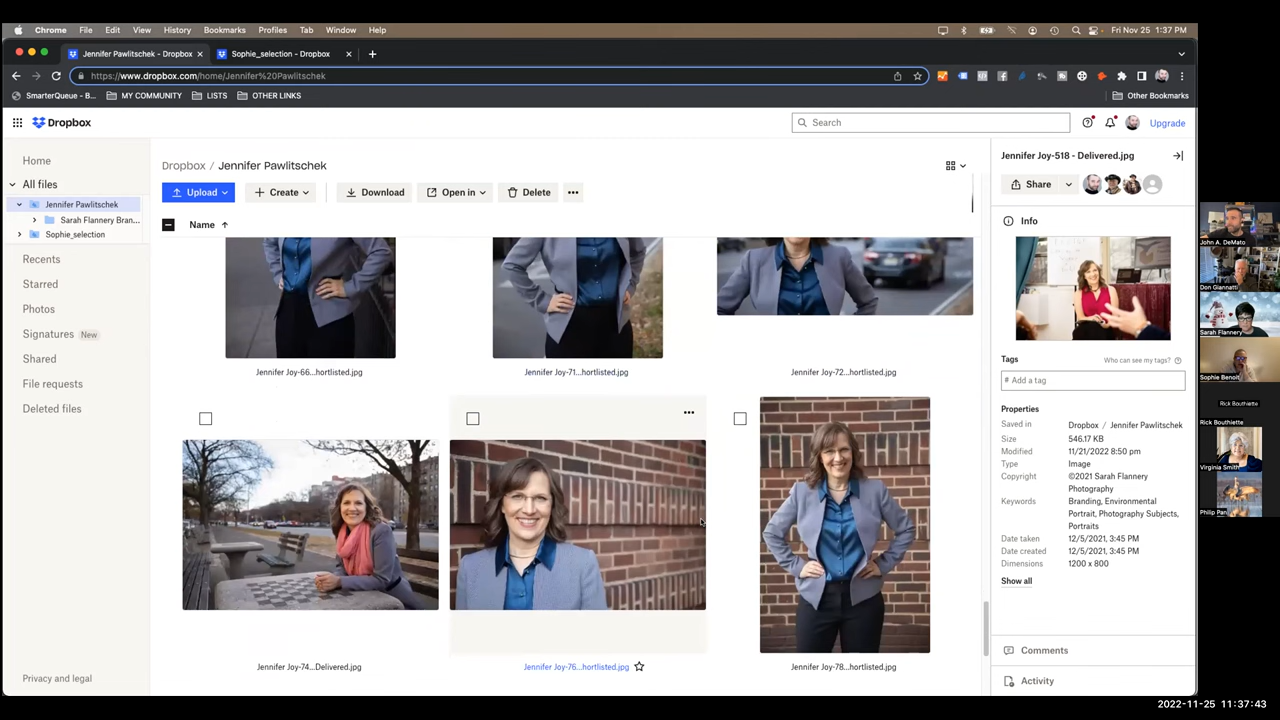 Chrome File Edit View History Bookmarks Profiles Tab Window Help
Fri Nov 25 1:37 PM
Jennifer Pawlitschek - Dropbox
Sophie_selection - Dropbox
https://www.dropbox.com/home/Jennifer%20Pawlitschek
SmarterQueue - B...
MY COMMUNITY
LISTS
OTHER LINKS
Other Bookmarks
Dropbox
Search
Upgrade
Home
All files
Jennifer Pawlitschek
Sarah Flannery Bran...
Sophie_selection
Recents
Starred
Photos
Signatures New
Shared
File requests
Deleted files
Privacy and legal
Dropbox / Jennifer Pawlitschek
Upload
Create
Download
Open in
Delete
Name
Jennifer Joy-66...hortlisted.jpg
Jennifer Joy-71...hortlisted.jpg
Jennifer Joy-72...hortlisted.jpg
Jennifer Joy-74...Delivered.jpg
Jennifer Joy-76...hortlisted.jpg
Jennifer Joy-78...hortlisted.jpg
Jennifer Joy-518 - Delivered.jpg
Share
Info
Tags
Who can see my tags?
# Add a tag
Properties
Saved in Dropbox / Jennifer Pawlitschek
Size 546.17 KB
Modified 11/21/2022 8:50 pm
Type Image
Copyright ©2021 Sarah Flannery
Photography
Keywords Branding, Environmental
Portrait, Photography Subjects,
Portraits
Date taken 12/5/2021, 3:45 PM
Date created 12/5/2021, 3:45 PM
Dimensions 1200 x 800
Show all
Comments
Activity
John A. DeMato
Don Giannatti
Sarah Flannery
Sophie Benoit
Rick Bouthiette
Rick Bouthiette
Virginia Smith
Philip Pan
2022-11-25 11:37:43